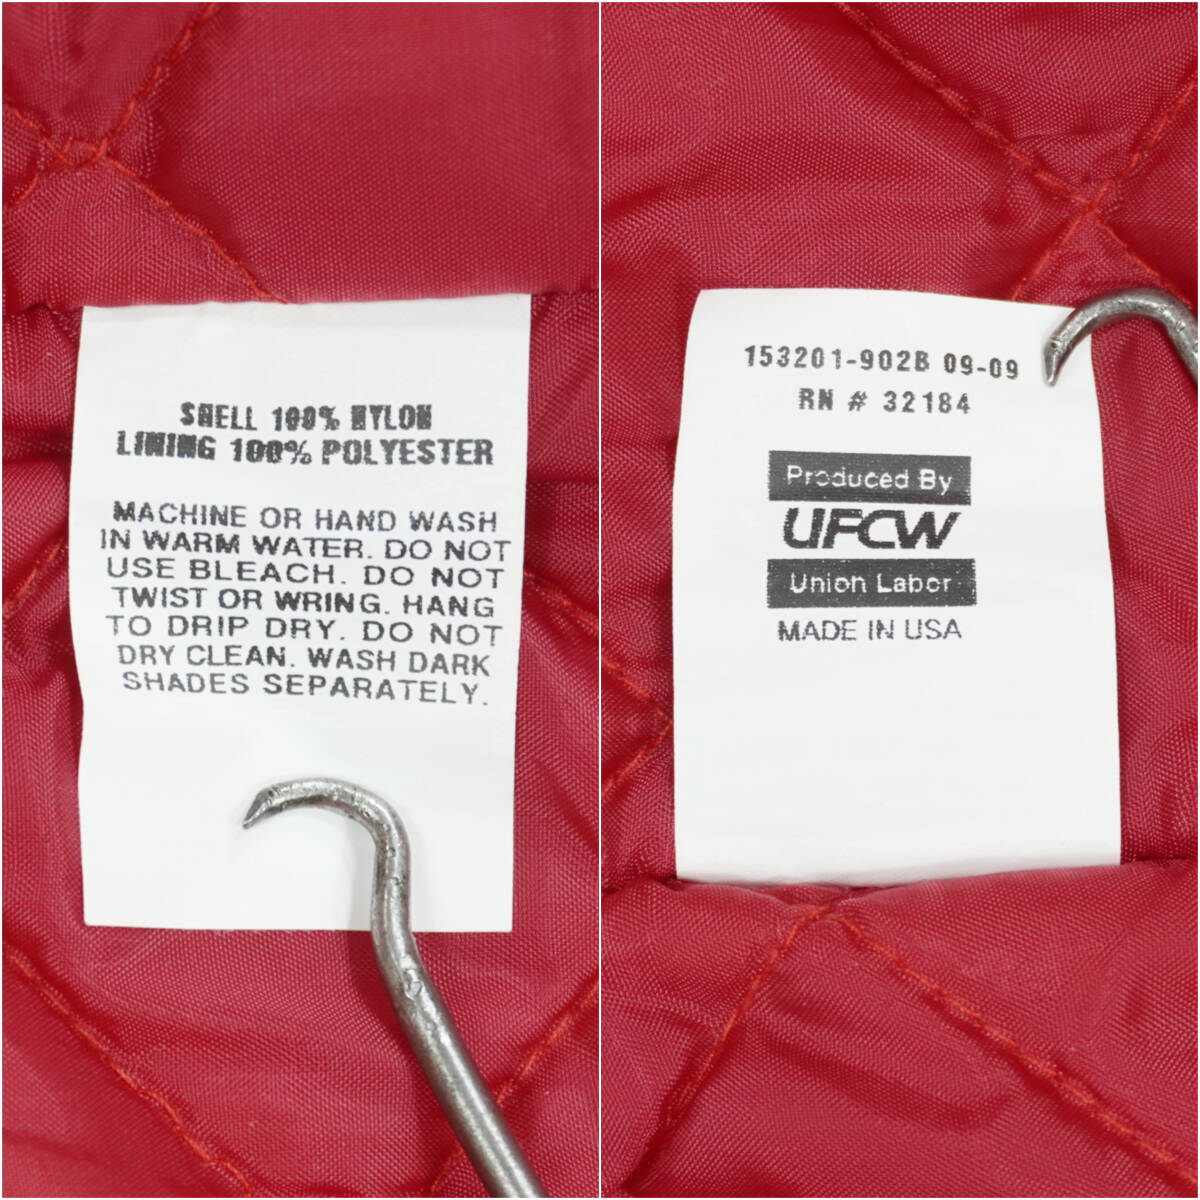 SHELL 100% NYLON
LINING 100% POLYESTER
MACHINE OR HAND WASH
IN WARM WATER. DO NOT
USE BLEACH. DO NOT
TWIST OR WRING. HANG
TO DRIP DRY. DO NOT
DRY CLEAN. WASH DARK
SHADES SEPARATELY.
153201-902B 09-09
RN # 32184
Produced By
UFCW
Union Labor
MADE IN USA